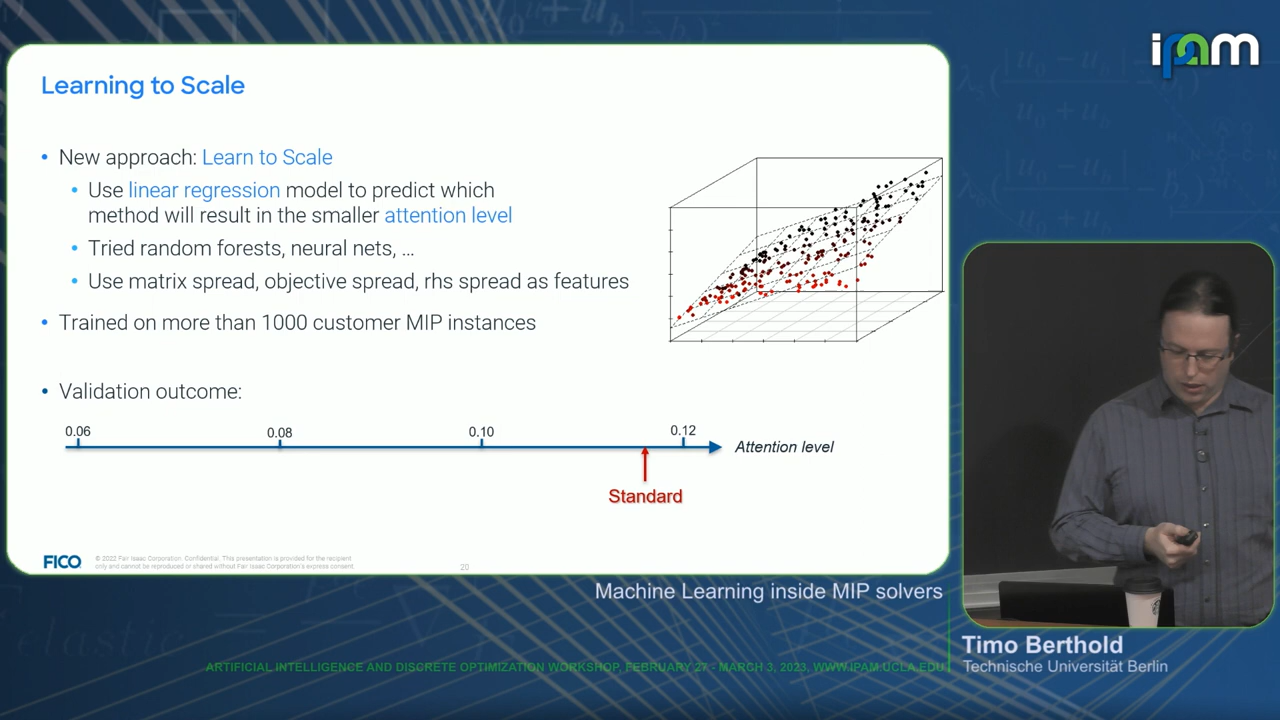 ipam
Learning to Scale
• New approach: Learn to Scale
• Use linear regression model to predict which
method will result in the smaller attention level
• Tried random forests, neural nets, ...
• Use matrix spread, objective spread, rhs spread as features
• Trained on more than 1000 customer MIP instances
• Validation outcome:
0.06 0.08 0.10 0.12
Attention level
Standard
FICO
© 2022 Fair Isaac Corporation. Confidential. This presentation is provided for the recipient
only and cannot be reproduced or shared without Fair Isaac Corporation's express consent.
20
Machine Learning inside MIP solvers
Timo Berthold
Technische Universität Berlin
ARTIFICIAL INTELLIGENCE AND DISCRETE OPTIMIZATION WORKSHOP, FEBRUARY 27 - MARCH 3, 2023, WWW.IPAM.UCLA.EDU